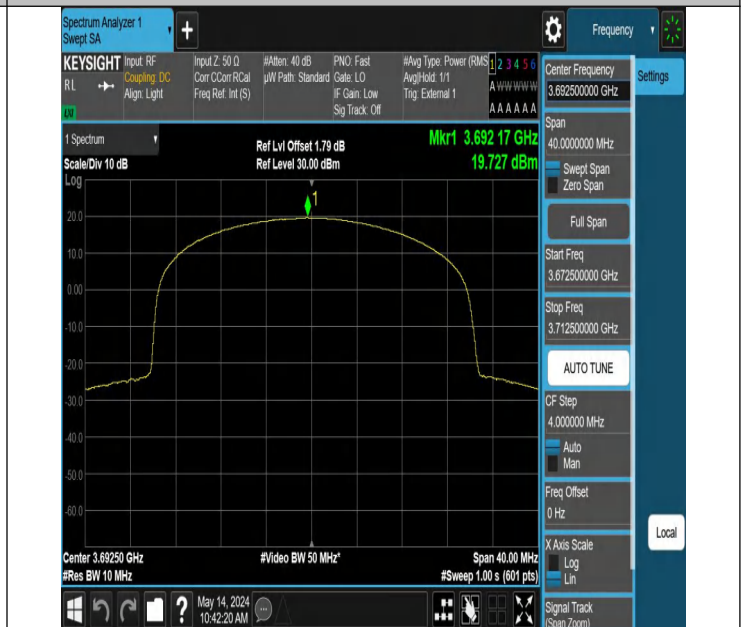 Spectrum Analyzer 1
Swept SA
+
Frequency
KEYSIGHT
RL
LXI
Input: RF
Coupling: DC
Align: Light
Input Z: 50 Ω
Corr CCorr RCal
Freq Ref: Int (S)
#Atten: 40 dB
µW Path: Standard
PNO: Fast
Gate: LO
IF Gain: Low
Sig Track: Off
#Avg Type: Power (RMS
Avg|Hold: 1/1
Trig: External 1
1 2 3 4 5 6
A W W W W W
A A A A A A
1 Spectrum
Scale/Div 10 dB
Ref Lvl Offset 1.79 dB
Ref Level 30.00 dBm
Mkr1 3.692 17 GHz
19.727 dBm
Log
1
20.0
10.0
0.00
-10.0
-20.0
-30.0
-40.0
-50.0
-60.0
Center 3.69250 GHz
#Res BW 10 MHz
#Video BW 50 MHz*
Span 40.00 MHz
#Sweep 1.00 s (601 pts)
?
May 14, 2024
10:42:20 AM
Center Frequency
3.692500000 GHz
Settings
Span
40.0000000 MHz
Swept Span
Zero Span
Full Span
Start Freq
3.672500000 GHz
Stop Freq
3.712500000 GHz
AUTO TUNE
CF Step
4.000000 MHz
Auto
Man
Freq Offset
0 Hz
Local
X Axis Scale
Log
Lin
Signal Track
(Span Zoom)